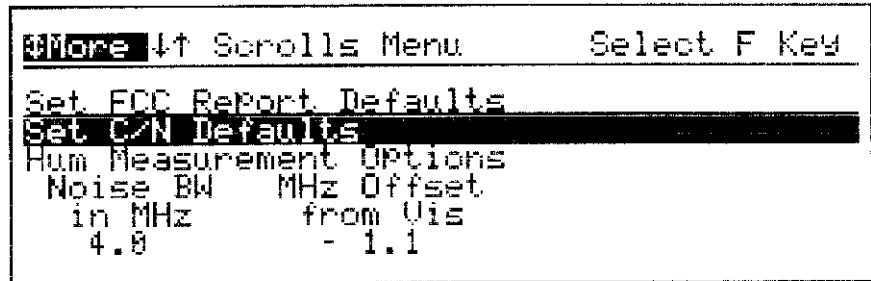 ↕More ↓↑ Scrolls Menu Select F Key
Set FCC Report Defaults
Set C/N Defaults
Hum Measurement Options
Noise BW MHz Offset
in MHz from Vis
4.0 - 1.1